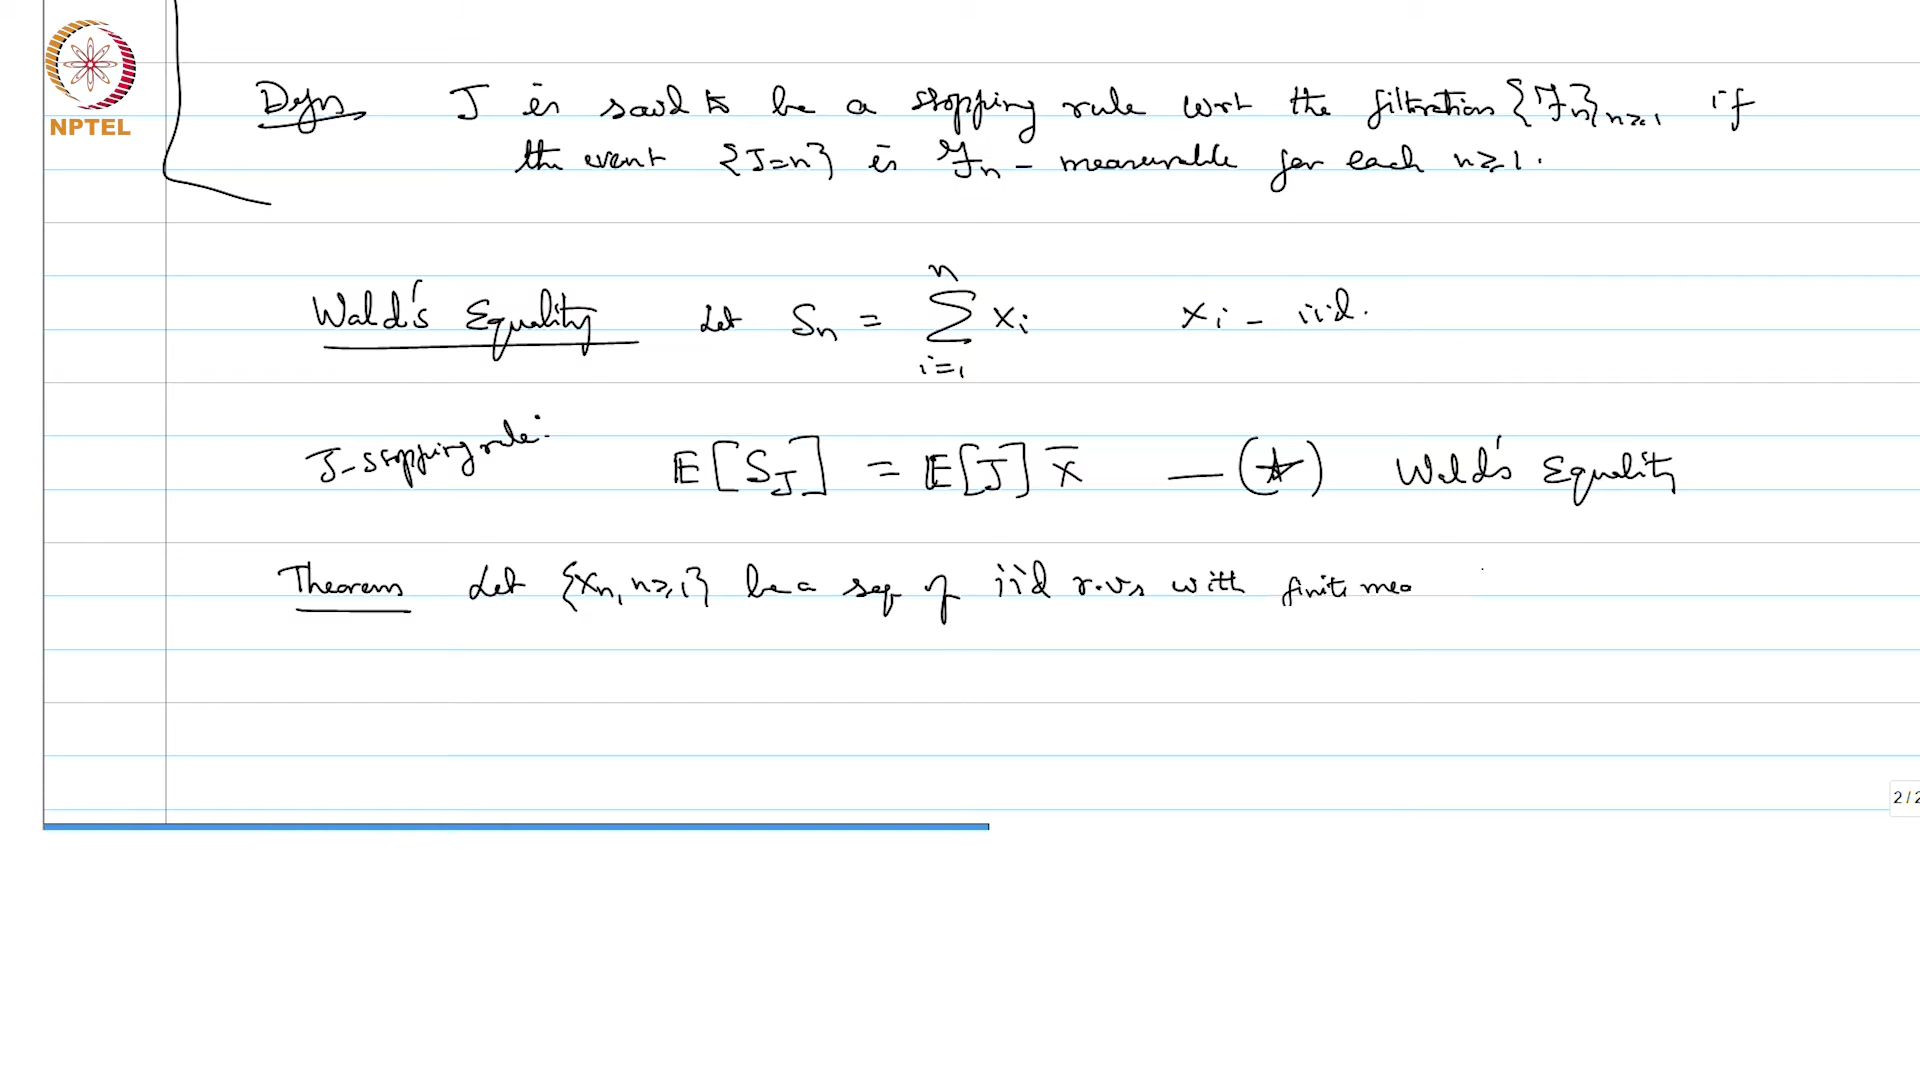 NPTEL
Defn J is said to be a stopping rule wrt the filtration {ℱn}n≥1 if
the event {J=n} is ℱn - measurable for each n≥1.
Wald's Equality Let Sn = ∑_{i=1}^{n} Xi Xi - iid.
J-stopping rule: E[S_J] = E[J] X̄ — (★) Wald's Equality
Theorem Let {Xn, n≥1} be a seq of iid r.vs with finite mea
2/2